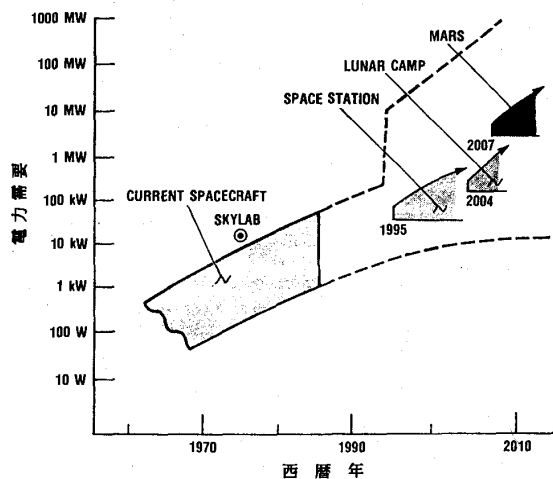 1000 MW
100 MW
10 MW
1 MW
100 kW
10 kW
1 kW
100 W
10 W
電力需要
MARS
LUNAR CAMP
SPACE STATION
CURRENT SPACECRAFT
SKYLAB
2007
2004
1995
1970
1990
2010
西暦年